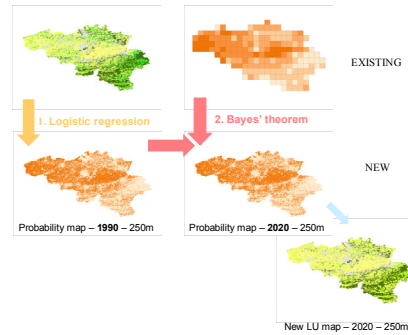 EXISTING
1. Logistic regression
2. Bayes' theorem
NEW
Probability map – 1990 – 250m
Probability map – 2020 – 250m
New LU map – 2020 – 250m